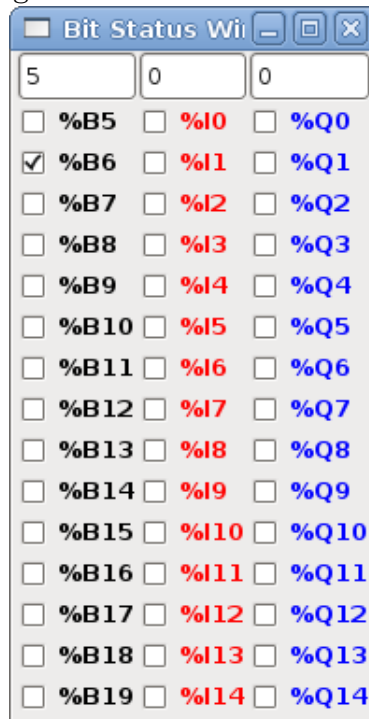 Bit Status Wi
5 0 0
%B5 %I0 %Q0
%B6 %I1 %Q1
%B7 %I2 %Q2
%B8 %I3 %Q3
%B9 %I4 %Q4
%B10 %I5 %Q5
%B11 %I6 %Q6
%B12 %I7 %Q7
%B13 %I8 %Q8
%B14 %I9 %Q9
%B15 %I10 %Q10
%B16 %I11 %Q11
%B17 %I12 %Q12
%B18 %I13 %Q13
%B19 %I14 %Q14